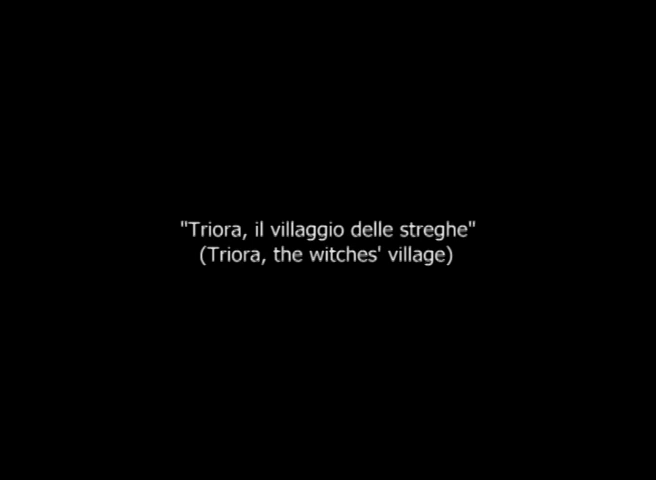 "Triora, il villaggio delle streghe"
(Triora, the witches' village)